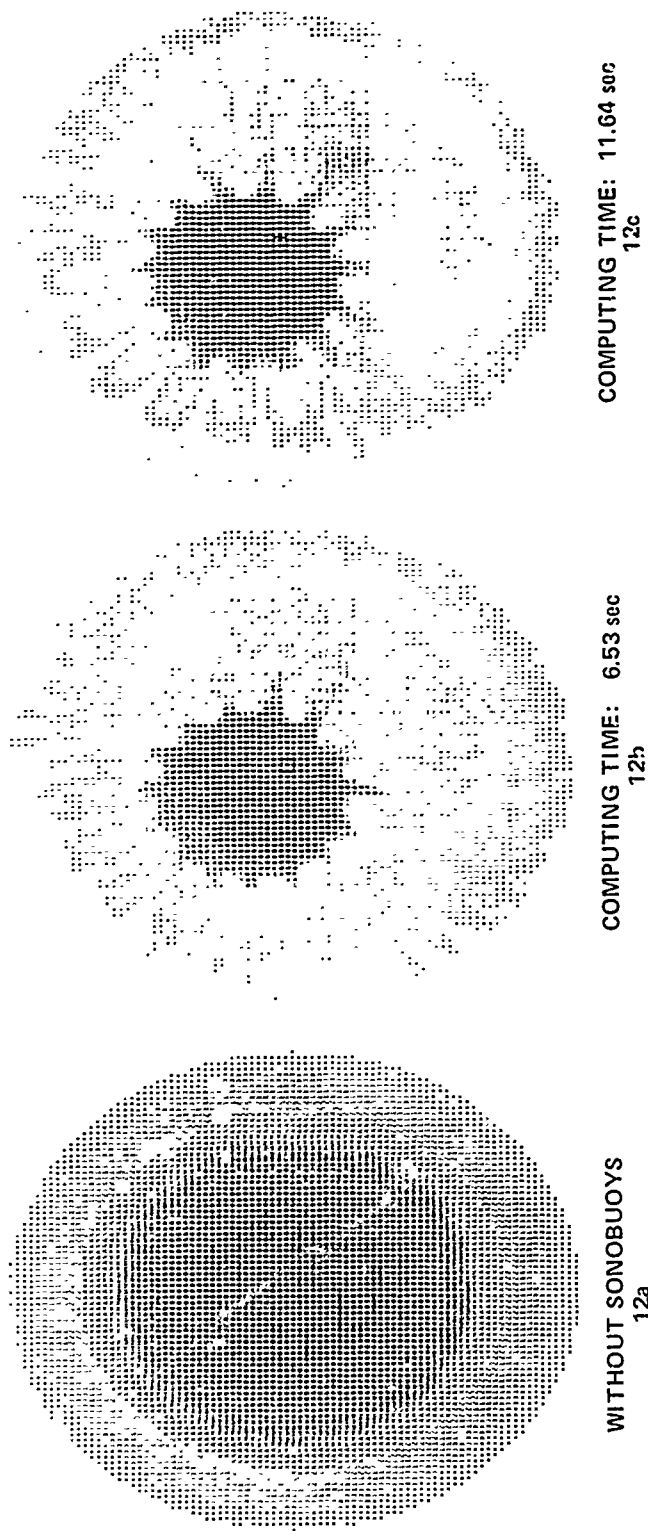 WITHOUT SONOBUOYS
12a
COMPUTING TIME: 6.53 sec
12b
COMPUTING TIME: 11.64 sec
12c